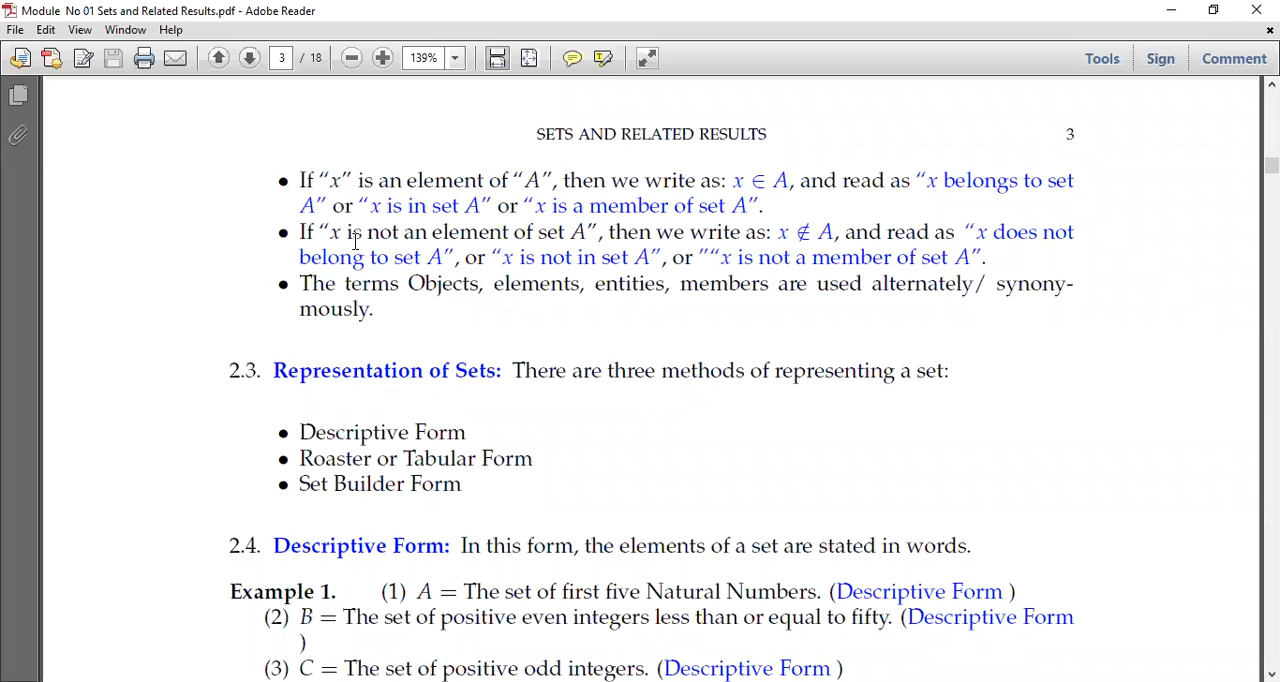 Module No 01 Sets and Related Results.pdf - Adobe Reader
File Edit View Window Help
3 / 18 139% Tools Sign Comment
SETS AND RELATED RESULTS 3
• If “x” is an element of “A”, then we write as: x ∈ A, and read as “x belongs to set
A” or “x is in set A” or “x is a member of set A”.
• If “x is not an element of set A”, then we write as: x ∉ A, and read as “x does not
belong to set A”, or “x is not in set A”, or ”“x is not a member of set A”.
• The terms Objects, elements, entities, members are used alternately/ synony-
mously.
2.3. Representation of Sets: There are three methods of representing a set:
• Descriptive Form
• Roaster or Tabular Form
• Set Builder Form
2.4. Descriptive Form: In this form, the elements of a set are stated in words.
Example 1. (1) A = The set of first five Natural Numbers. (Descriptive Form )
(2) B = The set of positive even integers less than or equal to fifty. (Descriptive Form
)
(3) C = The set of positive odd integers. (Descriptive Form )